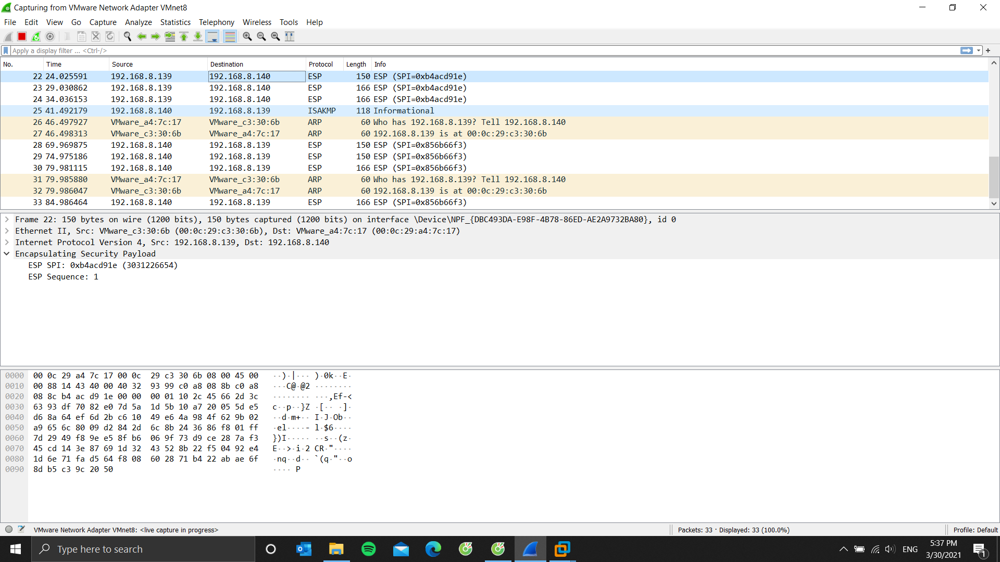 Capturing from VMware Network Adapter VMnet8
File Edit View Go Capture Analyze Statistics Telephony Wireless Tools Help
Apply a display filter ... <Ctrl-/>
No. Time Source Destination Protocol Length Info
22 24.025591 192.168.8.139 192.168.8.140 ESP 150 ESP (SPI=0xb4acd91e)
23 29.030862 192.168.8.139 192.168.8.140 ESP 166 ESP (SPI=0xb4acd91e)
24 34.036153 192.168.8.139 192.168.8.140 ESP 166 ESP (SPI=0xb4acd91e)
25 41.492179 192.168.8.140 192.168.8.139 ISAKMP 118 Informational
26 46.497927 VMware_a4:7c:17 VMware_c3:30:6b ARP 60 Who has 192.168.8.139? Tell 192.168.8.140
27 46.498313 VMware_c3:30:6b VMware_a4:7c:17 ARP 60 192.168.8.139 is at 00:0c:29:c3:30:6b
28 69.969875 192.168.8.140 192.168.8.139 ESP 150 ESP (SPI=0x856b66f3)
29 74.975186 192.168.8.140 192.168.8.139 ESP 150 ESP (SPI=0x856b66f3)
30 79.981115 192.168.8.140 192.168.8.139 ESP 166 ESP (SPI=0x856b66f3)
31 79.985880 VMware_a4:7c:17 VMware_c3:30:6b ARP 60 Who has 192.168.8.139? Tell 192.168.8.140
32 79.986047 VMware_c3:30:6b VMware_a4:7c:17 ARP 60 192.168.8.139 is at 00:0c:29:c3:30:6b
33 84.986464 192.168.8.140 192.168.8.139 ESP 166 ESP (SPI=0x856b66f3)
Frame 22: 150 bytes on wire (1200 bits), 150 bytes captured (1200 bits) on interface \Device\NPF_{DBC493DA-E98F-4B78-86ED-AE2A9732BA80}, id 0
Ethernet II, Src: VMware_c3:30:6b (00:0c:29:c3:30:6b), Dst: VMware_a4:7c:17 (00:0c:29:a4:7c:17)
Internet Protocol Version 4, Src: 192.168.8.139, Dst: 192.168.8.140
Encapsulating Security Payload
ESP SPI: 0xb4acd91e (3031226654)
ESP Sequence: 1
0000 00 0c 29 a4 7c 17 00 0c 29 c3 30 6b 08 00 45 00 ··)·|··· )·0k··E·
0010 00 88 14 43 40 00 40 32 93 99 c0 a8 08 8b c0 a8 ···C@·@2 ········
0020 08 8c b4 ac d9 1e 00 00 00 01 10 2c 45 66 2d 3c ········ ···,Ef-<
0030 63 93 df 70 82 e0 7d 5a 1d 5b 10 a7 20 05 5d e5 c··p··}Z ·[·· ·]·
0040 d6 8a 64 ef 6d 2b c6 10 49 e6 4a 98 4f 62 9b 02 ··d·m+·· I·J·Ob··
0050 a9 65 6c 80 09 d2 84 2d 6c 8b 24 36 86 f8 01 ff ·el····- l·$6····
0060 7d 29 49 f8 9e e5 8f b6 06 9f 73 d9 ce 28 7a f3 })I····· ··s··(z·
0070 45 cd 14 3e 87 69 1d 32 43 52 8b 22 f5 04 92 e4 E··>·i·2 CR·"····
0080 1d 6e 71 fa d5 64 f8 08 60 28 71 b4 22 ab ae 6f ·nq··d·· `(q·"··o
0090 8d b5 c3 9c 20 50 ···· P
VMware Network Adapter VMnet8: <live capture in progress> Packets: 33 · Displayed: 33 (100.0%) Profile: Default
Type here to search
ENG
5:37 PM
3/30/2021
1